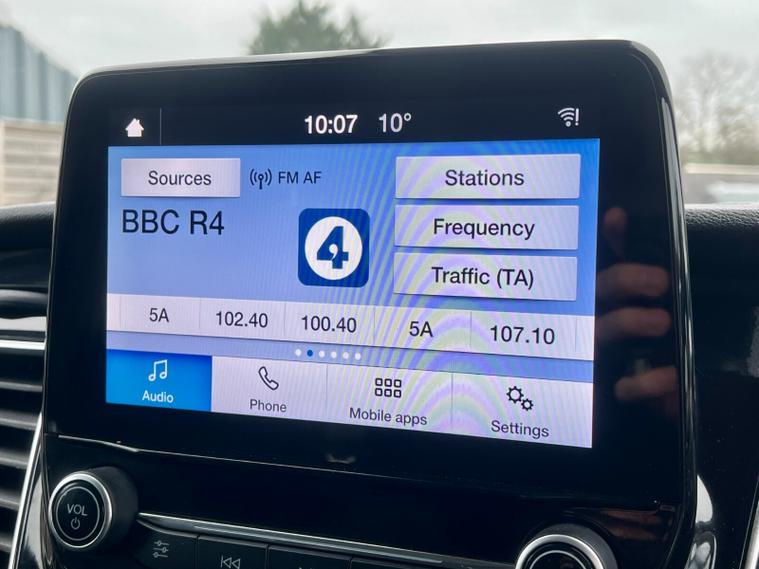 10:07 10°
Sources FM AF Stations
BBC R4 4 Frequency
Traffic (TA)
5A 102.40 100.40 5A 107.10
Audio Phone Mobile apps Settings
VOL